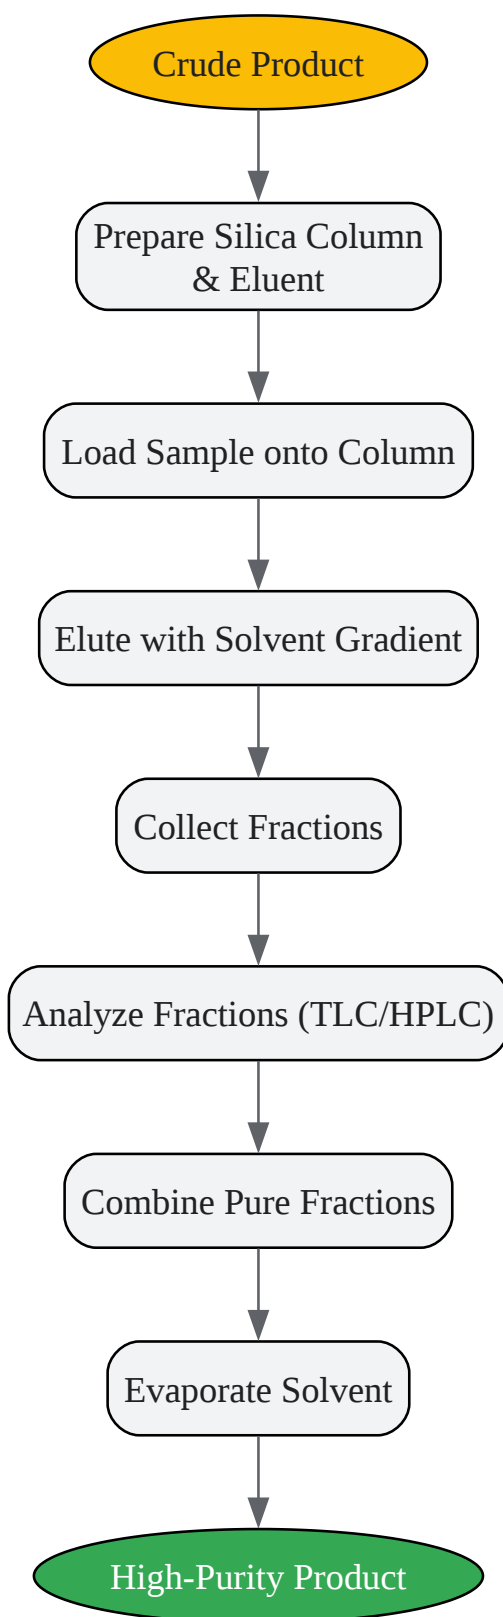 Crude Product
Prepare Silica Column
& Eluent
Load Sample onto Column
Elute with Solvent Gradient
Collect Fractions
Analyze Fractions (TLC/HPLC)
Combine Pure Fractions
Evaporate Solvent
High-Purity Product